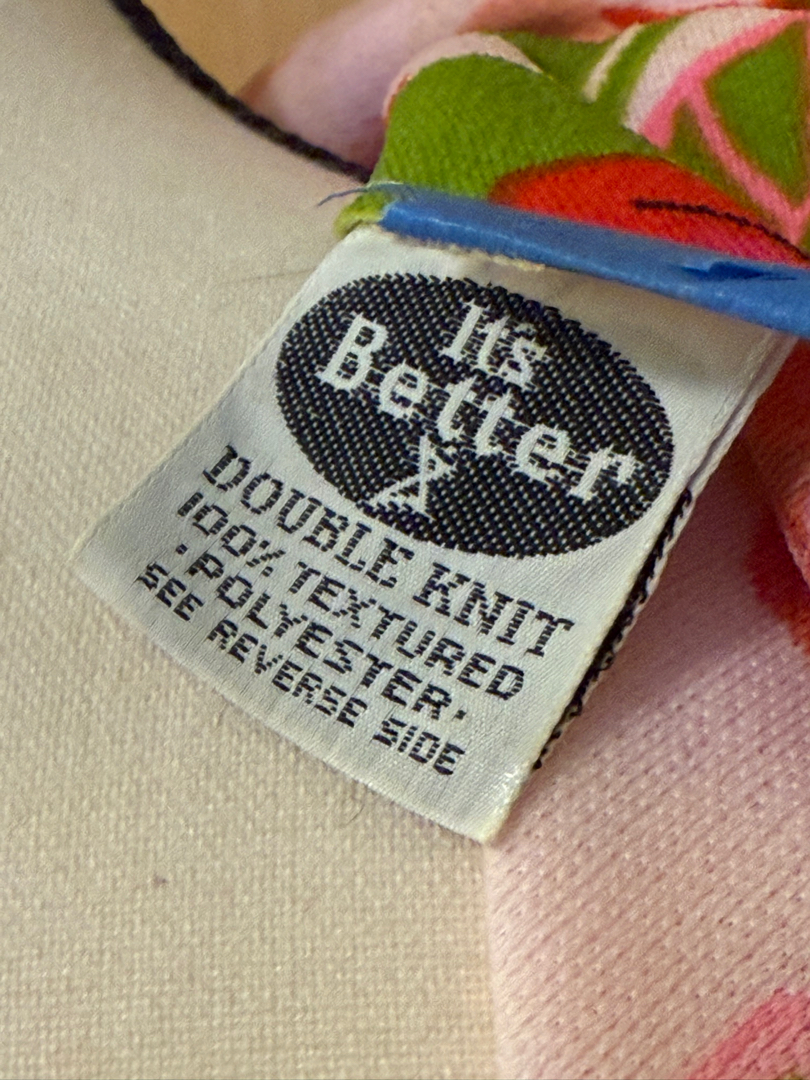 It's
Better
X
DOUBLE KNIT
100% TEXTURED
·POLYESTER.
SEE REVERSE SIDE